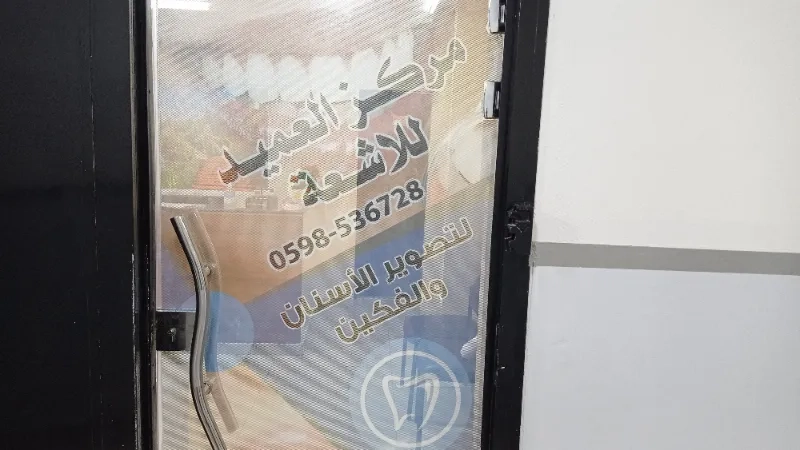 مركز العميد
للاشعة
0598-536728
لتصوير الأسنان
والفكين